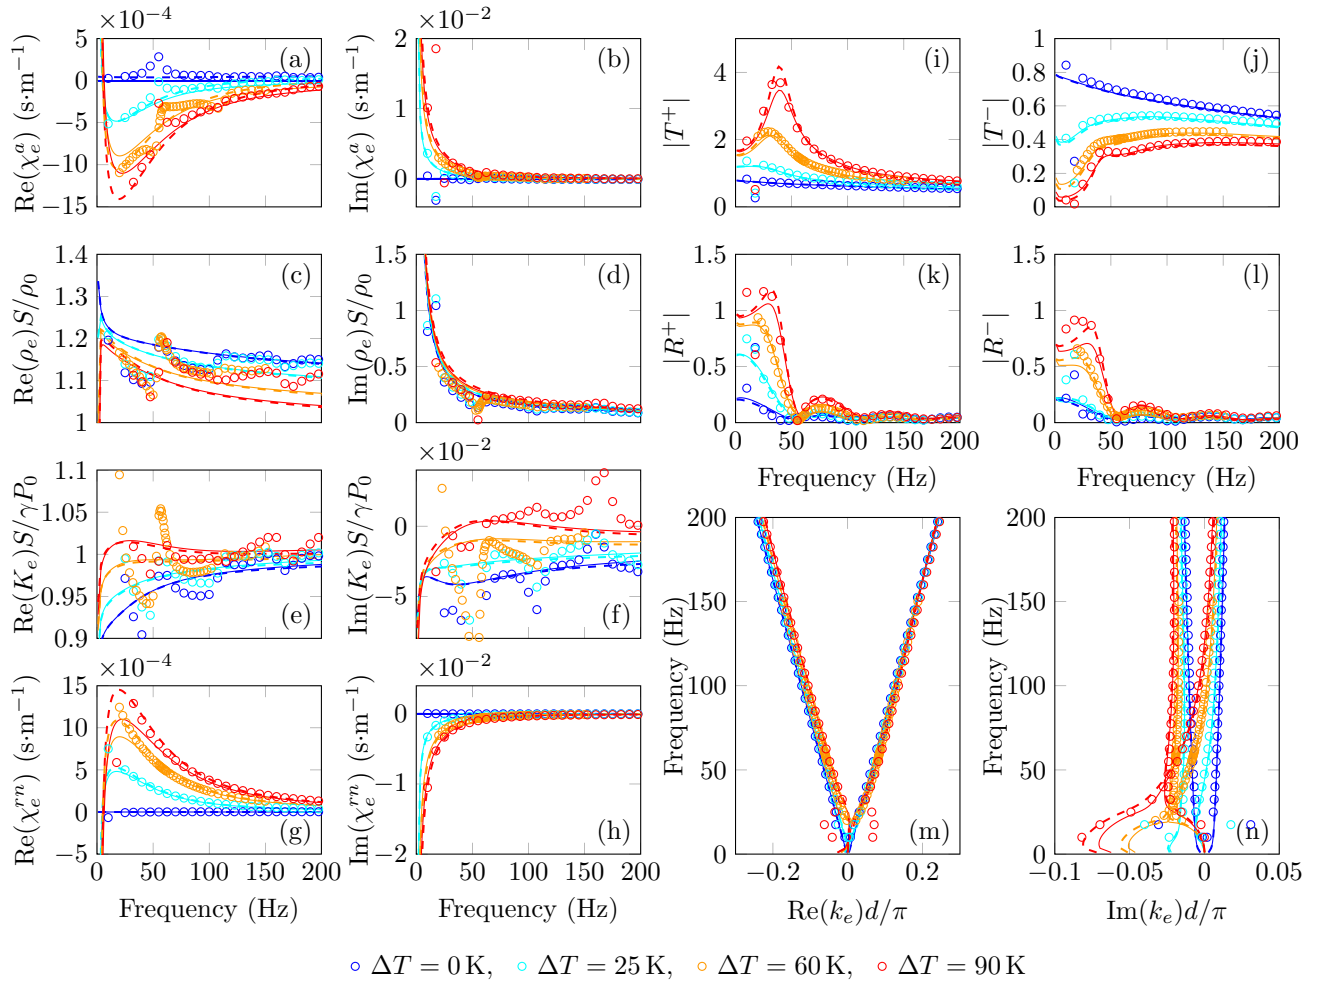 ×10⁻⁴
5
0
−5
−10
−15
Re(χₑᵃ) (s·m⁻¹)
(a)
×10⁻²
2
1
0
Im(χₑᵃ) (s·m⁻¹)
(b)
4
2
0
|T⁺|
(i)
1
0.8
0.6
0.4
0.2
0
|T⁻|
(j)
1.4
1.3
1.2
1.1
1
Re(ρₑ)S/ρ₀
(c)
1.5
1
0.5
0
Im(ρₑ)S/ρ₀
(d)
1.5
1
0.5
0
|R⁺|
(k)
0 50 100 150 200
Frequency (Hz)
1.5
1
0.5
0
|R⁻|
(l)
0 50 100 150 200
Frequency (Hz)
1.1
1.05
1
0.95
0.9
Re(Kₑ)S/γP₀
(e)
×10⁻²
0
−5
Im(Kₑ)S/γP₀
(f)
×10⁻⁴
15
10
5
0
−5
Re(χₑʳⁿ) (s·m⁻¹)
(g)
0 50 100 150 200
Frequency (Hz)
×10⁻²
0
−1
−2
Im(χₑʳⁿ) (s·m⁻¹)
(h)
0 50 100 150 200
Frequency (Hz)
200
150
100
50
0
Frequency (Hz)
(m)
−0.2 0 0.2
Re(kₑ)d/π
200
150
100
50
0
Frequency (Hz)
(n)
−0.1 −0.05 0 0.05
Im(kₑ)d/π
ΔT = 0 K, ΔT = 25 K, ΔT = 60 K, ΔT = 90 K